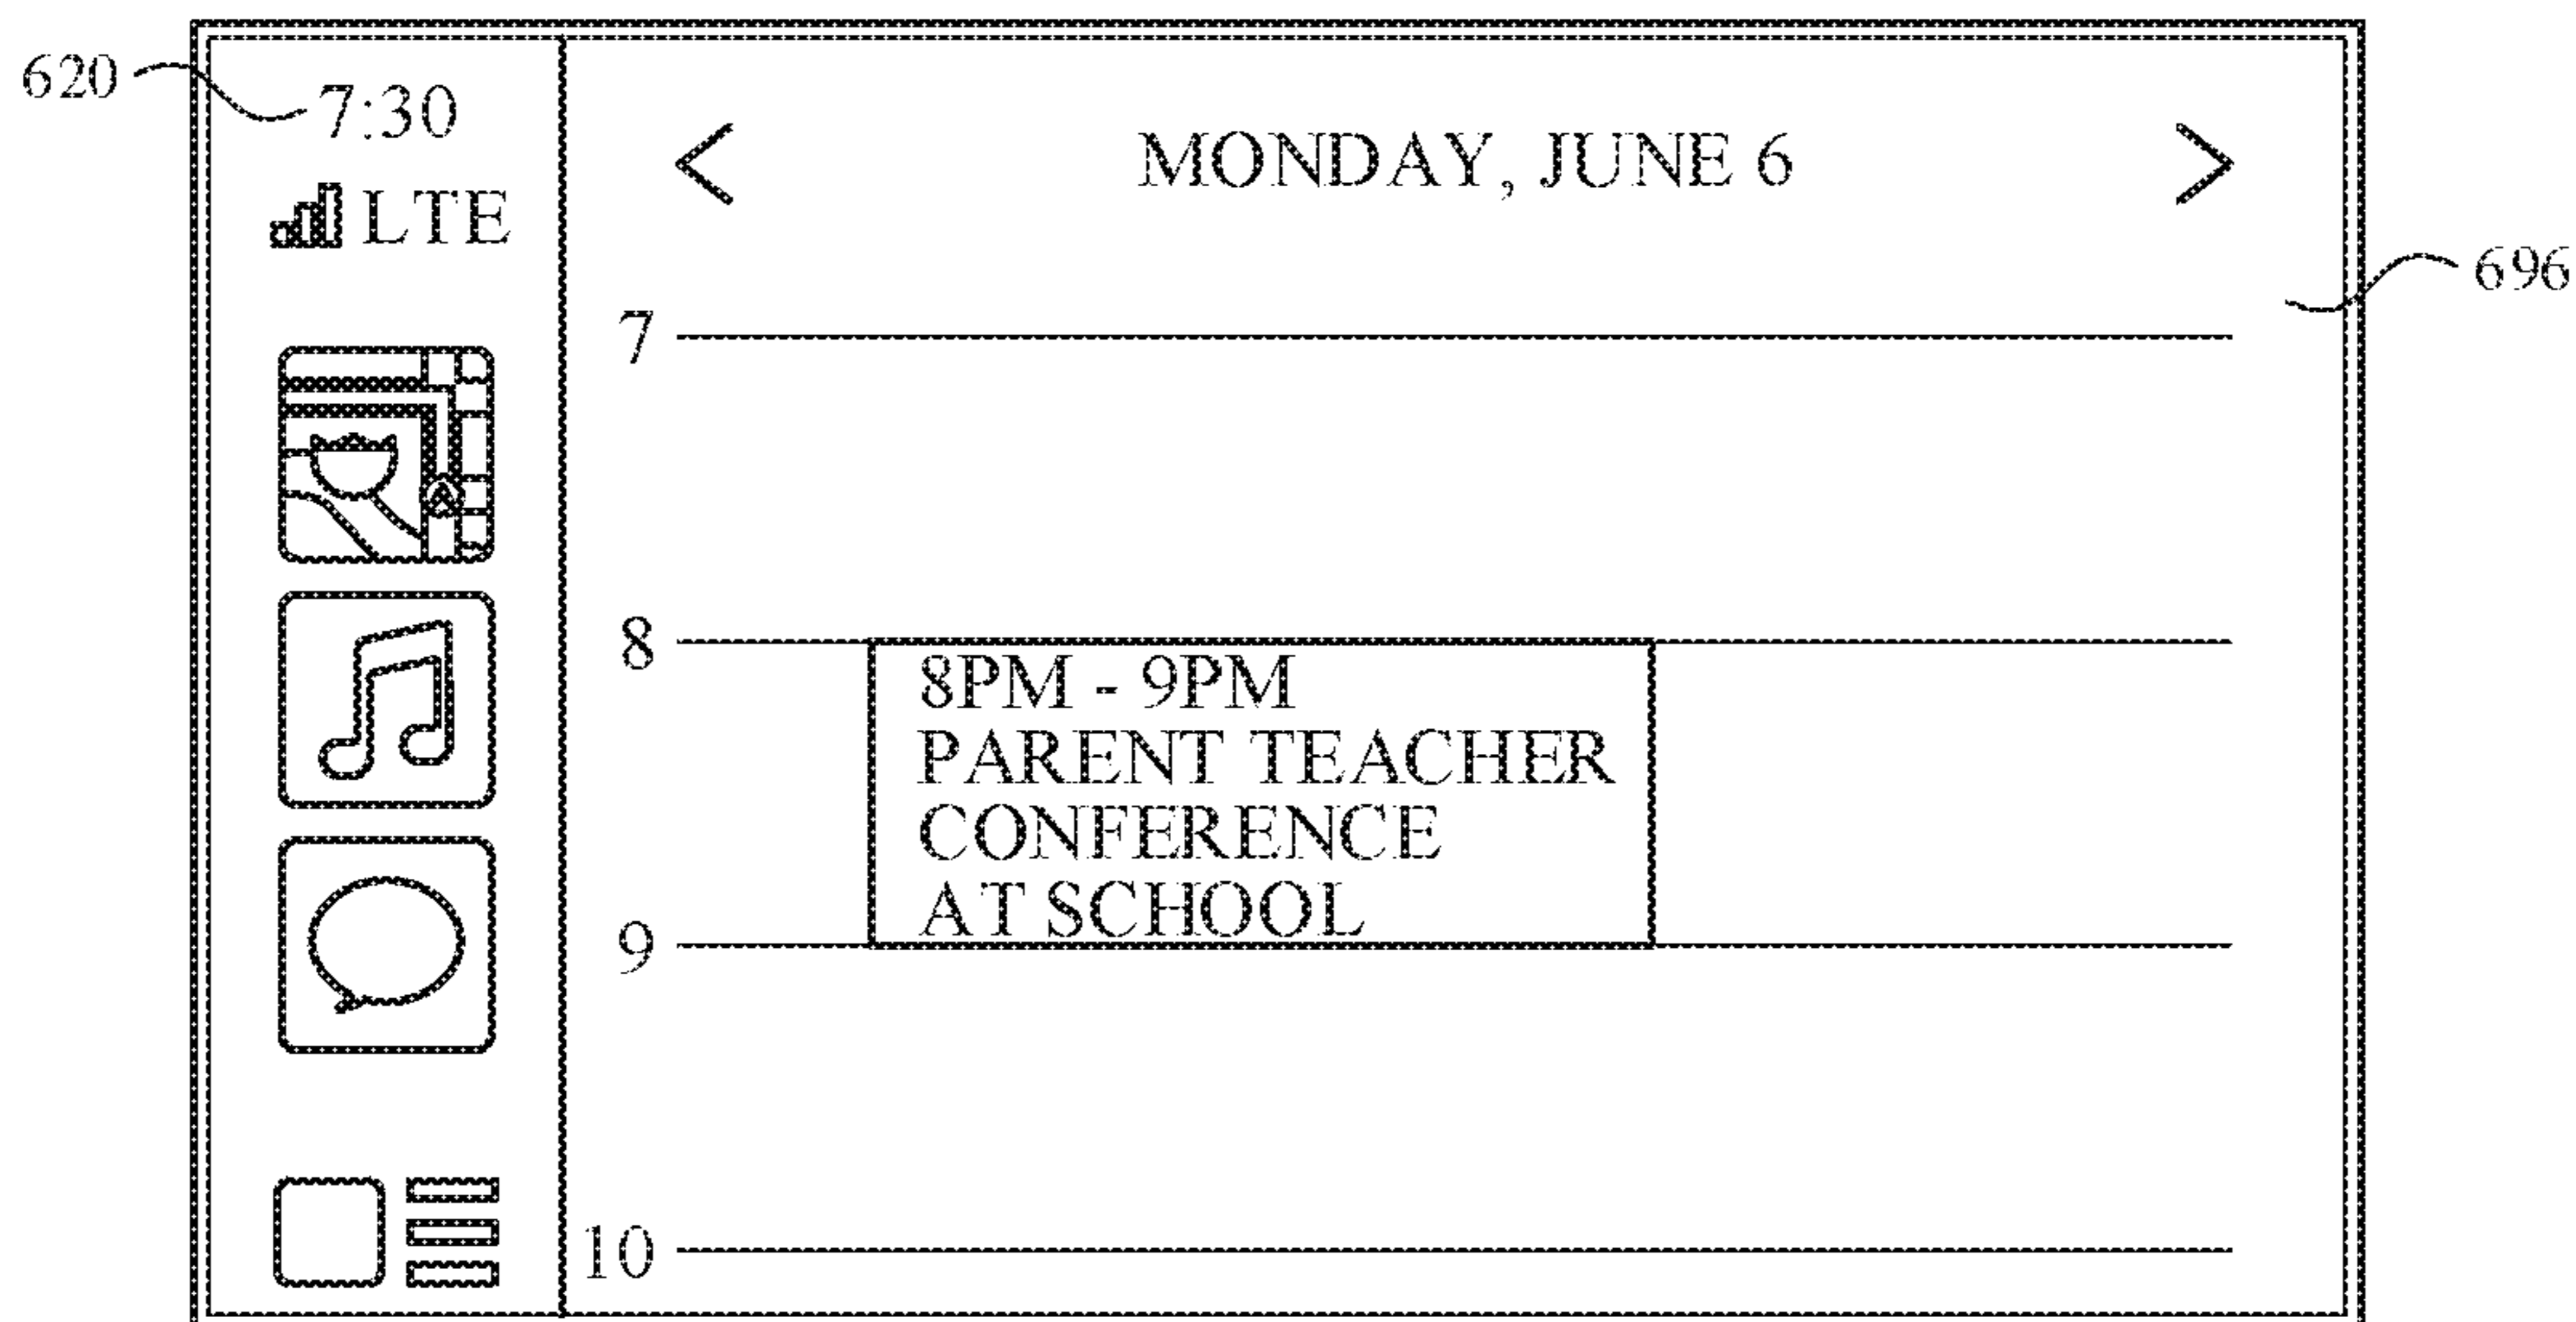 620
7:30
LTE
MONDAY, JUNE 6
696
7
8
8PM - 9PM
PARENT TEACHER
CONFERENCE
AT SCHOOL
9
10